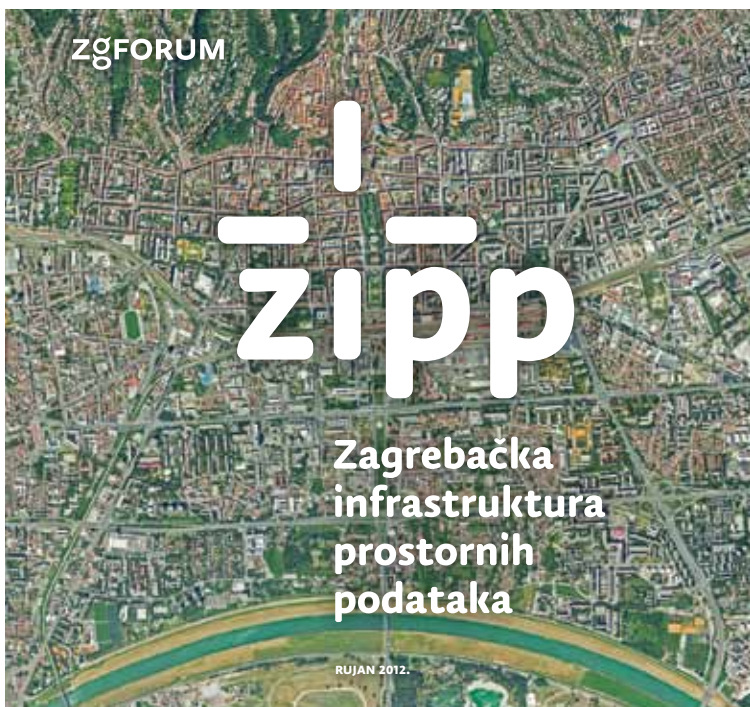 zgFORUM
zipp
Zagrebačka
infrastruktura
prostornih
podataka
RUJAN 2012.